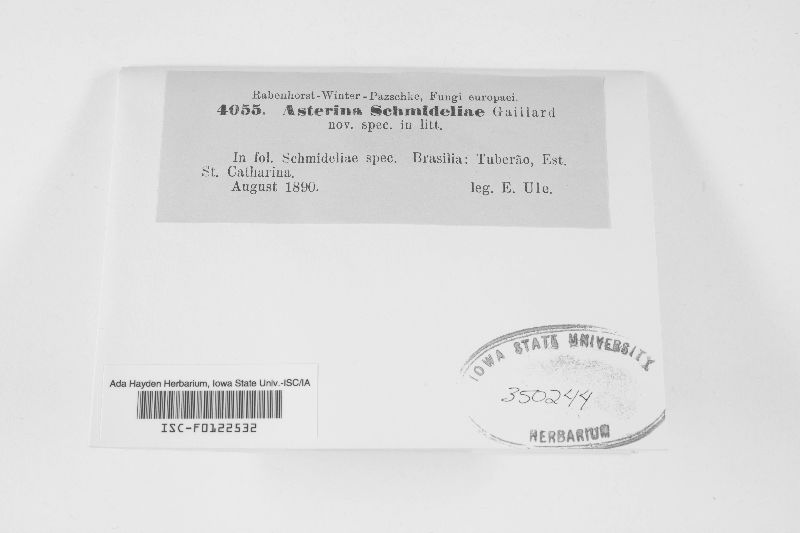 Rabenhorst-Winter-Pazschke, Fungi europaei.
4055. Asterina Schmideliae Gaillard
nov. spec. in litt.
In fol. Schmideliae spec. Brasilia: Tuberão, Est.
St. Catharina.
August 1890. leg. E. Ule.
IOWA STATE UNIVERSITY
350244
HERBARIUM
Ada Hayden Herbarium, Iowa State Univ.-ISC/IA
ISC-F0122532